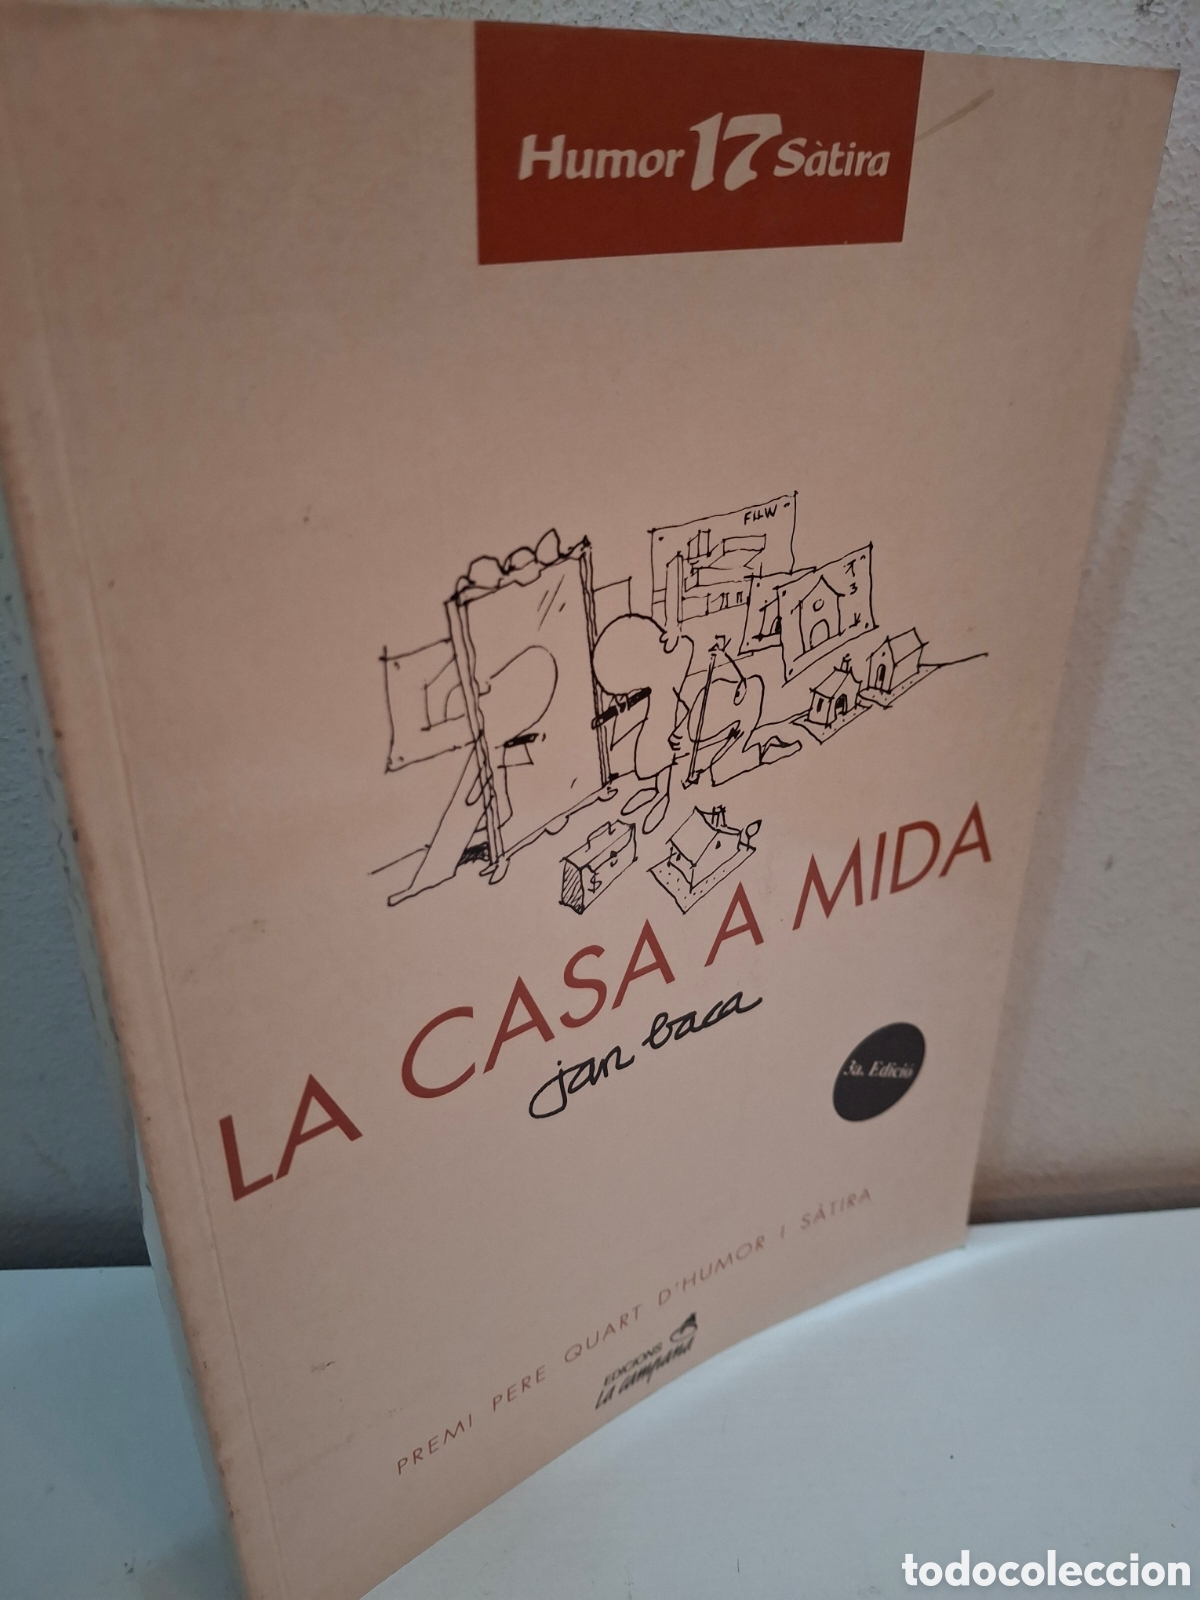 Humor 17 Sàtira
FLLW
LA CASA A MIDA
jan baca
3a. Edició
PREMI PERE QUART D'HUMOR I SÀTIRA
EDICIONS
la campana
todocoleccion